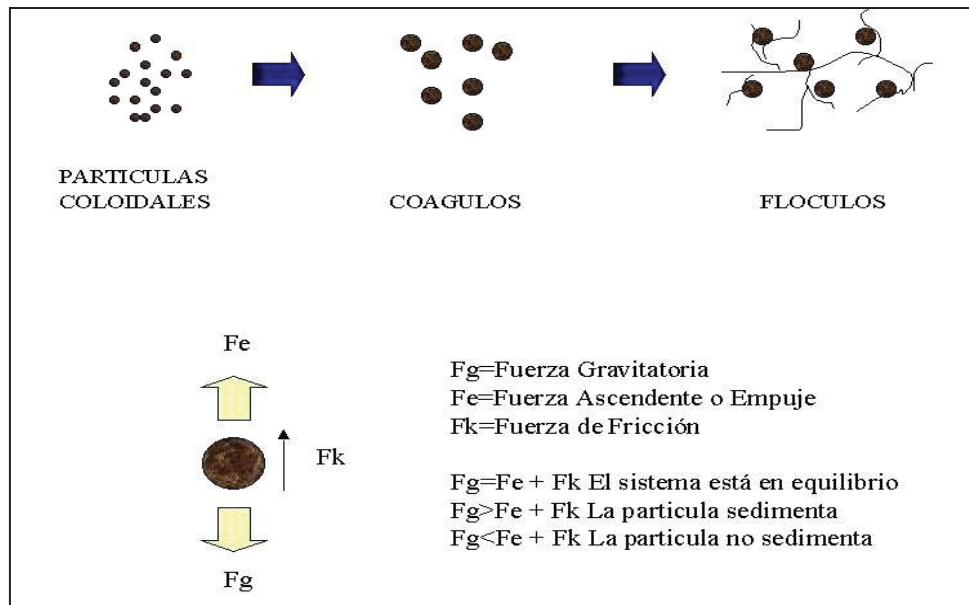 PARTICULAS
COLOIDALES
COAGULOS
FLOCULOS
Fe
Fk
Fg
Fg=Fuerza Gravitatoria
Fe=Fuerza Ascendente o Empuje
Fk=Fuerza de Fricción
Fg=Fe + Fk El sistema está en equilibrio
Fg>Fe + Fk La particula sedimenta
Fg<Fe + Fk La particula no sedimenta